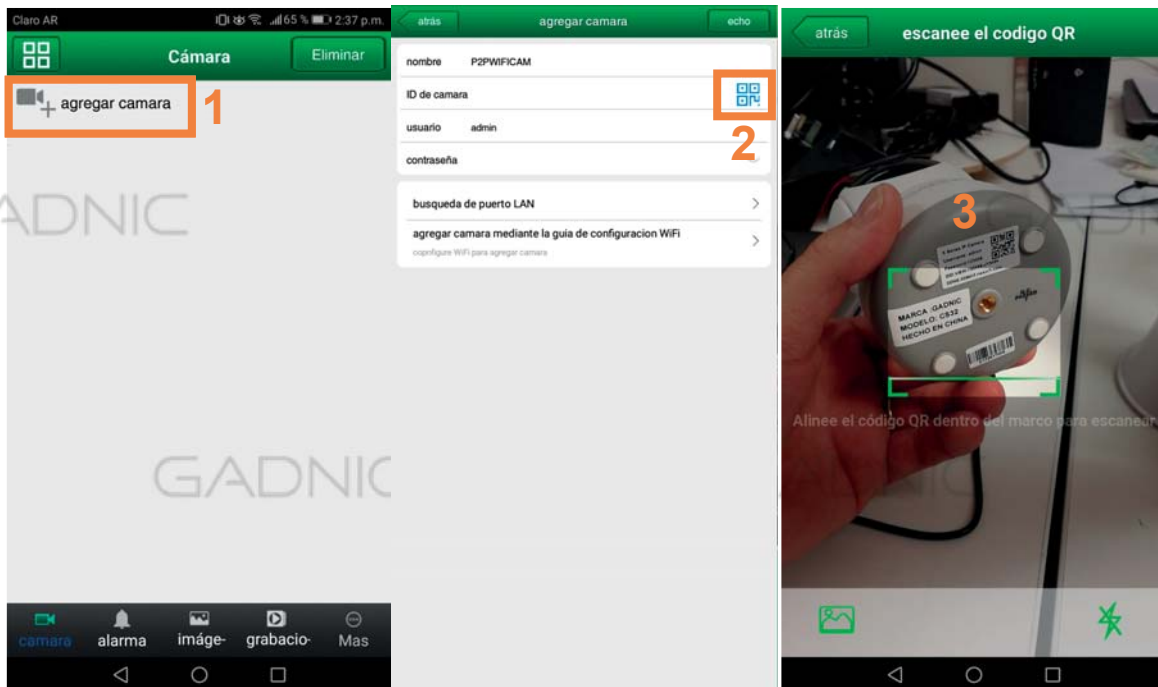 Claro AR
65 % 2:37 p.m.
Cámara
Eliminar
agregar camara
1
ADNIC
GADNIC
camara
alarma
imáge-
grabacio-
Mas
atrás
agregar camara
echo
nombre P2PWIFICAM
ID de camara
usuario admin
2
contraseña
busqueda de puerto LAN
agregar camara mediante la guia de configuracion WiFi
copnfigure WiFi para agregar camara
atrás
escanee el codigo QR
3
MARCA :GADNIC
MODELO: CS32
HECHO EN CHINA
Alinee el código QR dentro del marco para escanear